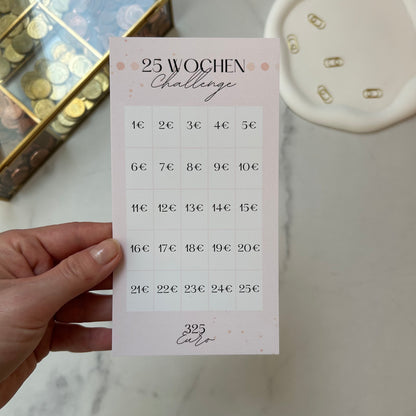 25 WOCHEN
Challenge
1€ 2€ 3€ 4€ 5€
6€ 7€ 8€ 9€ 10€
11€ 12€ 13€ 14€ 15€
16€ 17€ 18€ 19€ 20€
21€ 22€ 23€ 24€ 25€
325
Euro